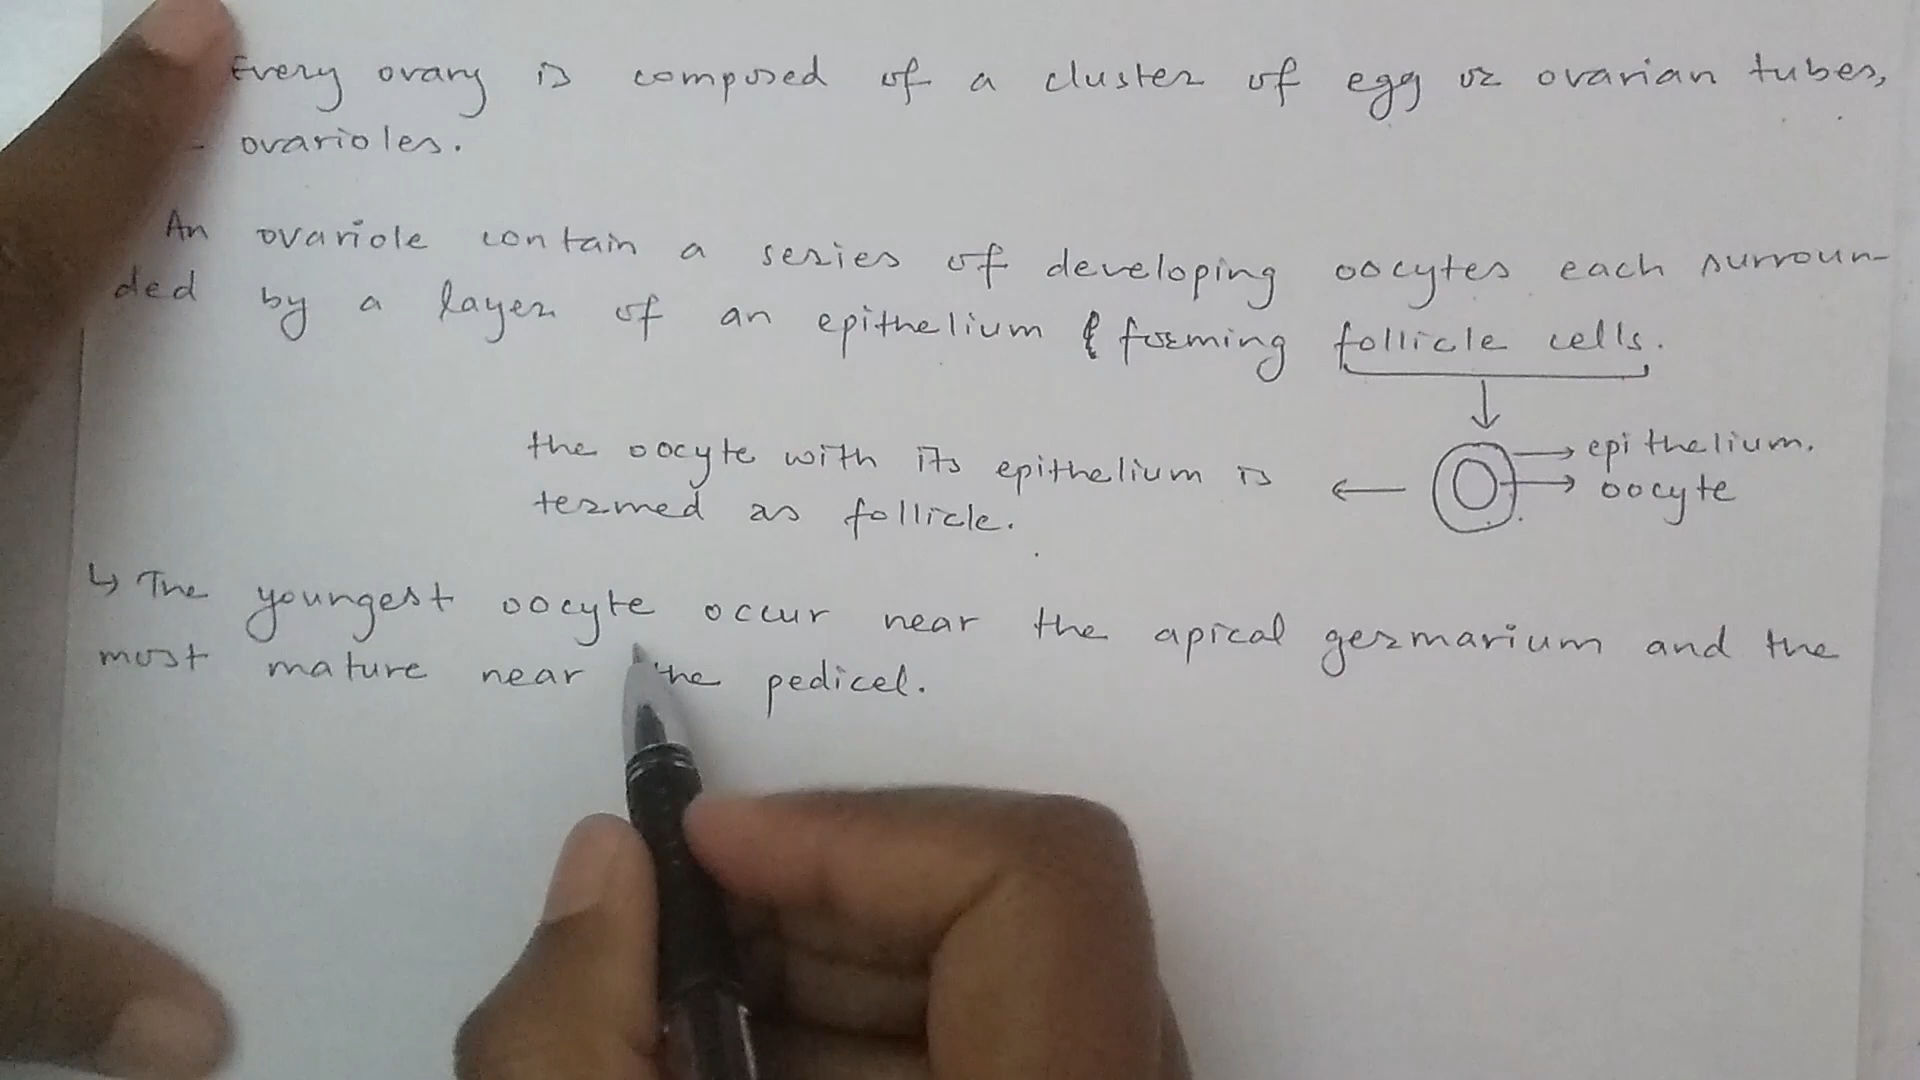 Every ovary is composed of a cluster of egg or ovarian tubes,
- ovarioles.
An ovariole contain a series of developing oocytes each surroun-
ded by a layer of an epithelium & forming follicle cells.
the oocyte with its epithelium is
termed as follicle.
← 
epithelium.
oocyte
↳ The youngest oocyte occur near the apical germarium and the
most mature near the pedicel.